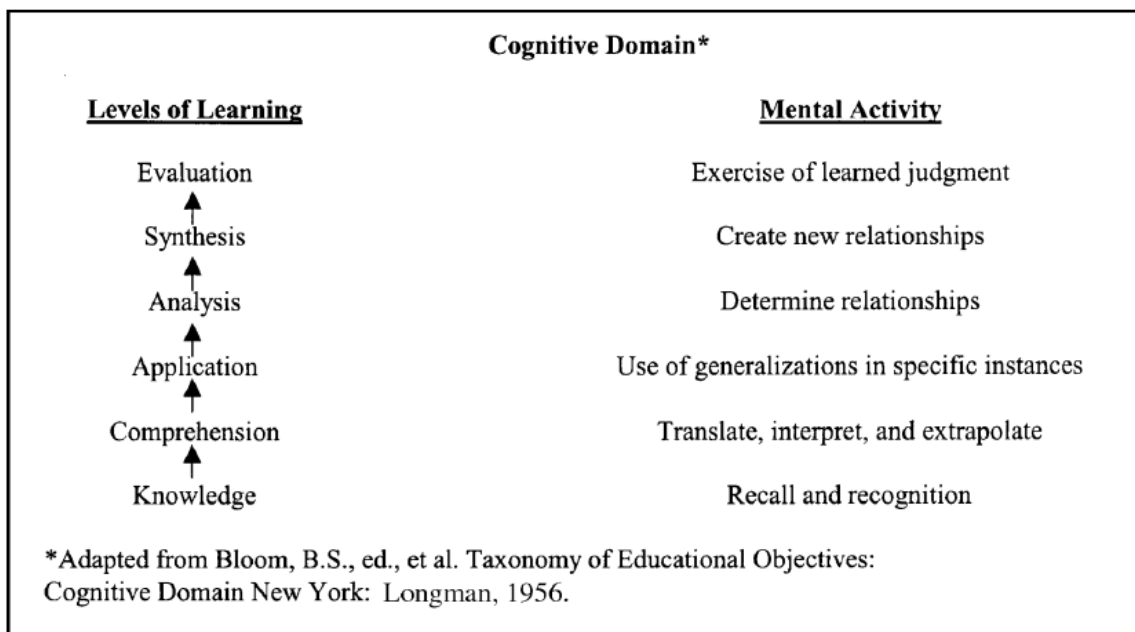 Cognitive Domain*
Levels of Learning Mental Activity
Evaluation Exercise of learned judgment
Synthesis Create new relationships
Analysis Determine relationships
Application Use of generalizations in specific instances
Comprehension Translate, interpret, and extrapolate
Knowledge Recall and recognition
*Adapted from Bloom, B.S., ed., et al. Taxonomy of Educational Objectives:
Cognitive Domain New York: Longman, 1956.